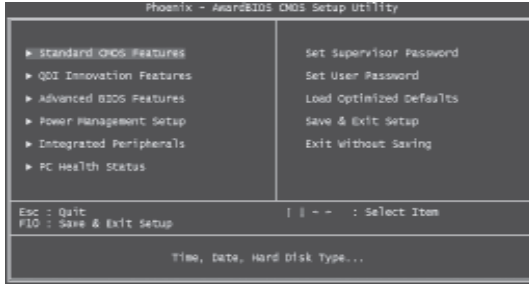 Phoenix - AwardBIOS CMOS Setup Utility
► Standard CMOS Features
► QDI Innovation Features
► Advanced BIOS Features
► Power Management Setup
► Integrated Peripherals
► PC Health Status
Set Supervisor Password
Set User Password
Load Optimized Defaults
Save & Exit Setup
Exit Without Saving
Esc : Quit
F10 : Save & Exit Setup
: Select Item
Time, Date, Hard Disk Type...